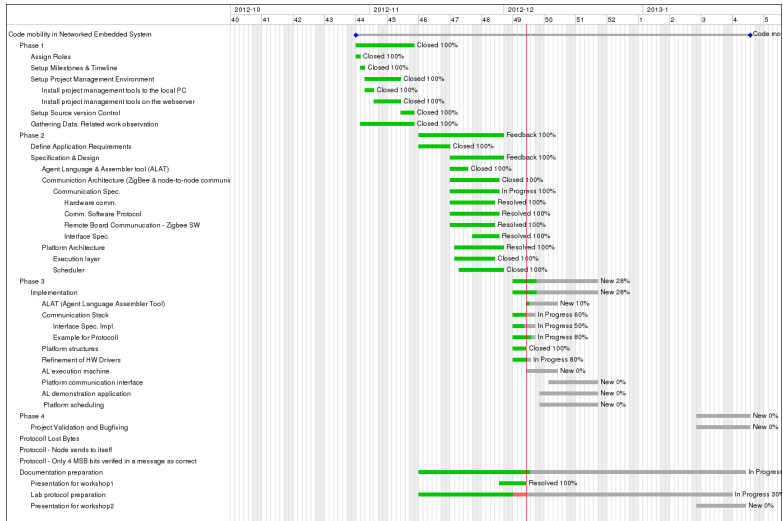 2012-10 2012-11 2012-12 2013-1
40 41 42 43 44 45 46 47 48 49 50 51 52 1 2 3 4 5
Code mobility in Networked Embedded System Code mo
Phase 1 Closed 100%
Assign Roles Closed 100%
Setup Milestones & Timeline Closed 100%
Setup Project Management Environment Closed 100%
Install project management tools to the local PC Closed 100%
Install project management tools on the webserver Closed 100%
Setup Source version Control Closed 100%
Gathering Data. Related work observation Closed 100%
Phase 2 Feedback 100%
Define Application Requirements Closed 100%
Specification & Design Feedback 100%
Agent Language & Assembler tool (ALAT) Closed 100%
Communiction Architecture (ZigBee & node-to-node communi Closed 100%
Communication Spec. In Progress 100%
Hardware comm. Resolved 100%
Comm. Software Protocol Resolved 100%
Remote Board Communucation - Zigbee SW Resolved 100%
Interface Spec. Resolved 100%
Platform Architecture Resolved 100%
Execution layer Closed 100%
Scheduler Closed 100%
Phase 3 New 28%
Implementation New 28%
ALAT (Agent Language Assembler Tool) New 10%
Communication Stack In Progress 60%
Interface Spec. Impl. In Progress 50%
Example for Protocoll In Progress 80%
Platform structures Closed 100%
Refinement of HW Drivers In Progress 80%
AL execution machine New 0%
Platform communication interface New 0%
AL demonstration application New 0%
Platform scheduling New 0%
Phase 4 New 0%
Project Validation and Bugfixing New 0%
Protocoll Lost Bytes
Protocoll - Node sends to itself
Protocoll - Only 4 MSB bits verifed in a message as correct
Documentation preparation In Progress
Presentation for workshop1 Resolved 100%
Lab protocol preparation In Progress 30%
Presentation for workshop2 New 0%